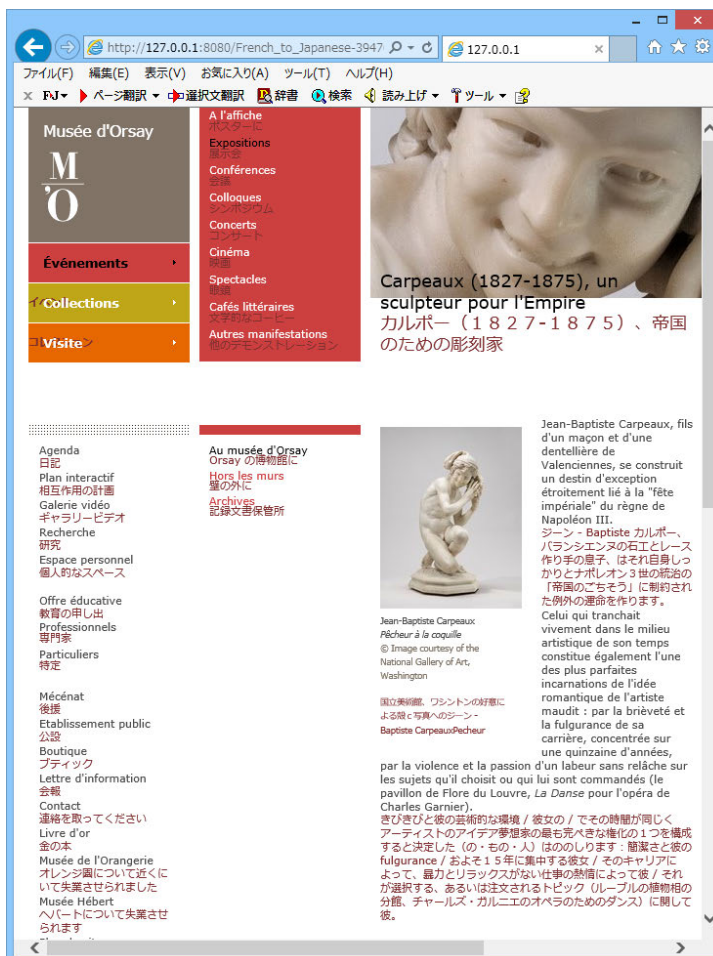 http://127.0.0.1:8080/French_to_Japanese-3947
127.0.0.1
ファイル(F) 編集(E) 表示(V) お気に入り(A) ツール(T) ヘルプ(H)
ページ翻訳 選択文翻訳 辞書 検索 読み上げ ツール
Musée d'Orsay
M
'O
Événements
イベント
Collections
コレクション
Visite
A l'affiche
ポスターに
Expositions
展示会
Conférences
会議
Colloques
シンポジウム
Concerts
コンサート
Cinéma
映画
Spectacles
眼鏡
Cafés littéraires
文学的なコーヒー
Autres manifestations
他のデモンストレーション
Carpeaux (1827-1875), un
sculpteur pour l'Empire
カルポー（１８２７-１８７５）、帝国
のための彫刻家
Agenda
日記
Plan interactif
相互作用の計画
Galerie vidéo
ギャラリービデオ
Recherche
研究
Espace personnel
個人的なスペース
Offre éducative
教育の申し出
Professionnels
専門家
Particuliers
特定
Mécénat
後援
Etablissement public
公設
Boutique
ブティック
Lettre d'information
会報
Contact
連絡を取ってください
Livre d'or
金の本
Musée de l'Orangerie
オレンジ園について近くに
いて失業させられました
Musée Hébert
ヘバートについて失業させ
られます
Au musée d'Orsay
Orsay の博物館に
Hors les murs
壁の外に
Archives
記録文書保管所
Jean-Baptiste Carpeaux
Pêcheur à la coquille
© Image courtesy of the
National Gallery of Art,
Washington
国立美術館、ワシントンの好意に
よる殻 c 写真へのジーン -
Baptiste CarpeauxPecheur
Jean-Baptiste Carpeaux, fils
d'un maçon et d'une
dentellière de
Valenciennes, se construit
un destin d'exception
étroitement lié à la "fête
impériale" du règne de
Napoléon III.
ジーン - Baptiste カルポー、
バランシエンヌの石工とレース
作り手の息子、はそれ自身しっ
かりとナポレオン３世の統治の
「帝国のごちそう」に制約され
た例外の運命を作ります。
Celui qui tranchait
vivement dans le milieu
artistique de son temps
constitue également l'une
des plus parfaites
incarnations de l'idée
romantique de l'artiste
maudit : par la brièveté et
la fulgurance de sa
carrière, concentrée sur
une quinzaine d'années,
par la violence et la passion d'un labeur sans relâche sur
les sujets qu'il choisit ou qui lui sont commandés (le
pavillon de Flore du Louvre, La Danse pour l'opéra de
Charles Garnier).
きびきびと彼の芸術的な環境 / 彼女の / でその時間が同じく
アーティストのアイデア夢想家の最も完ぺきな権化の１つを構成
すると決定した（の・もの・人）はののしります：簡潔さと彼の
fulgurance / およそ１５年に集中する彼女 / そのキャリアに
よって、暴力とリラックスがない仕事の熱情によって彼 / それ
が選択する、あるいは注文されるトピック（ルーブルの植物相の
分館、チャールズ・ガルニエのオペラのためのダンス）に関して
彼。